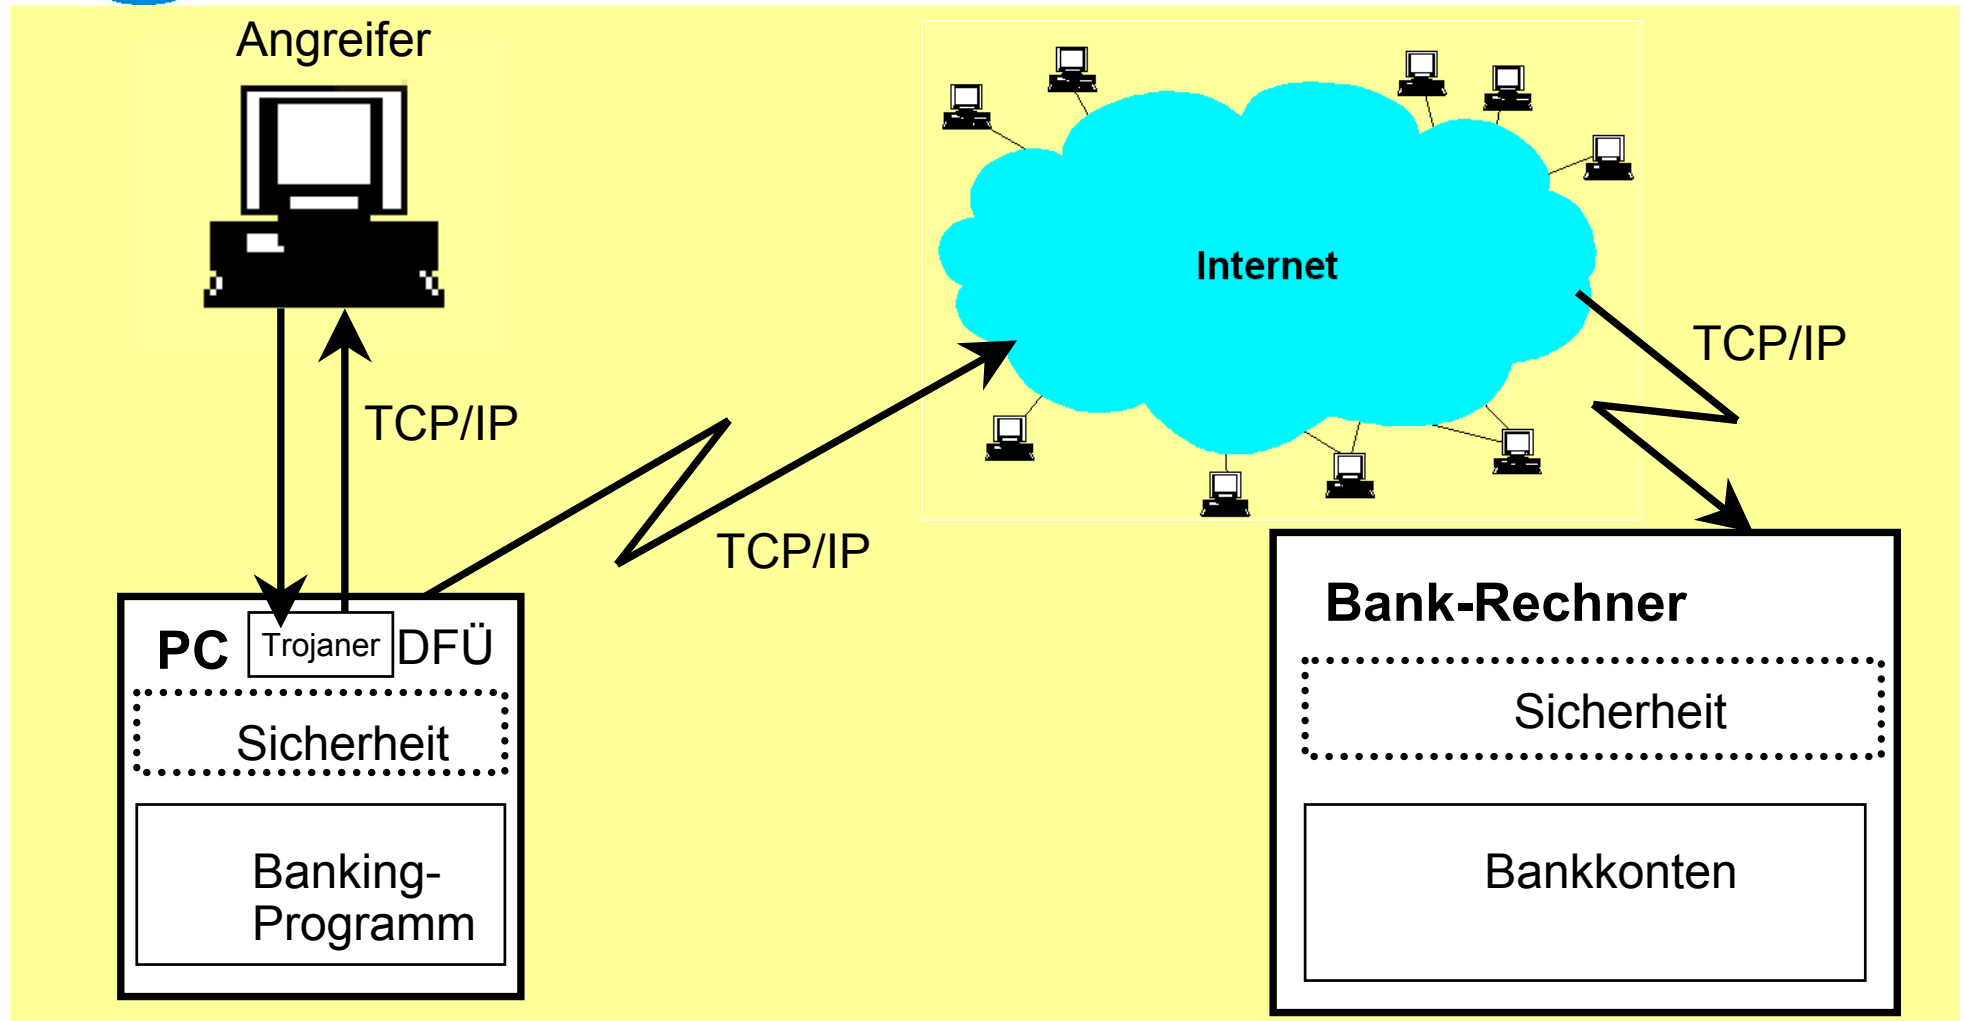 Angreifer
Internet
TCP/IP
TCP/IP
TCP/IP
Bank-Rechner
PC
Trojaner
DFÜ
Sicherheit
Sicherheit
Banking-
Programm
Bankkonten